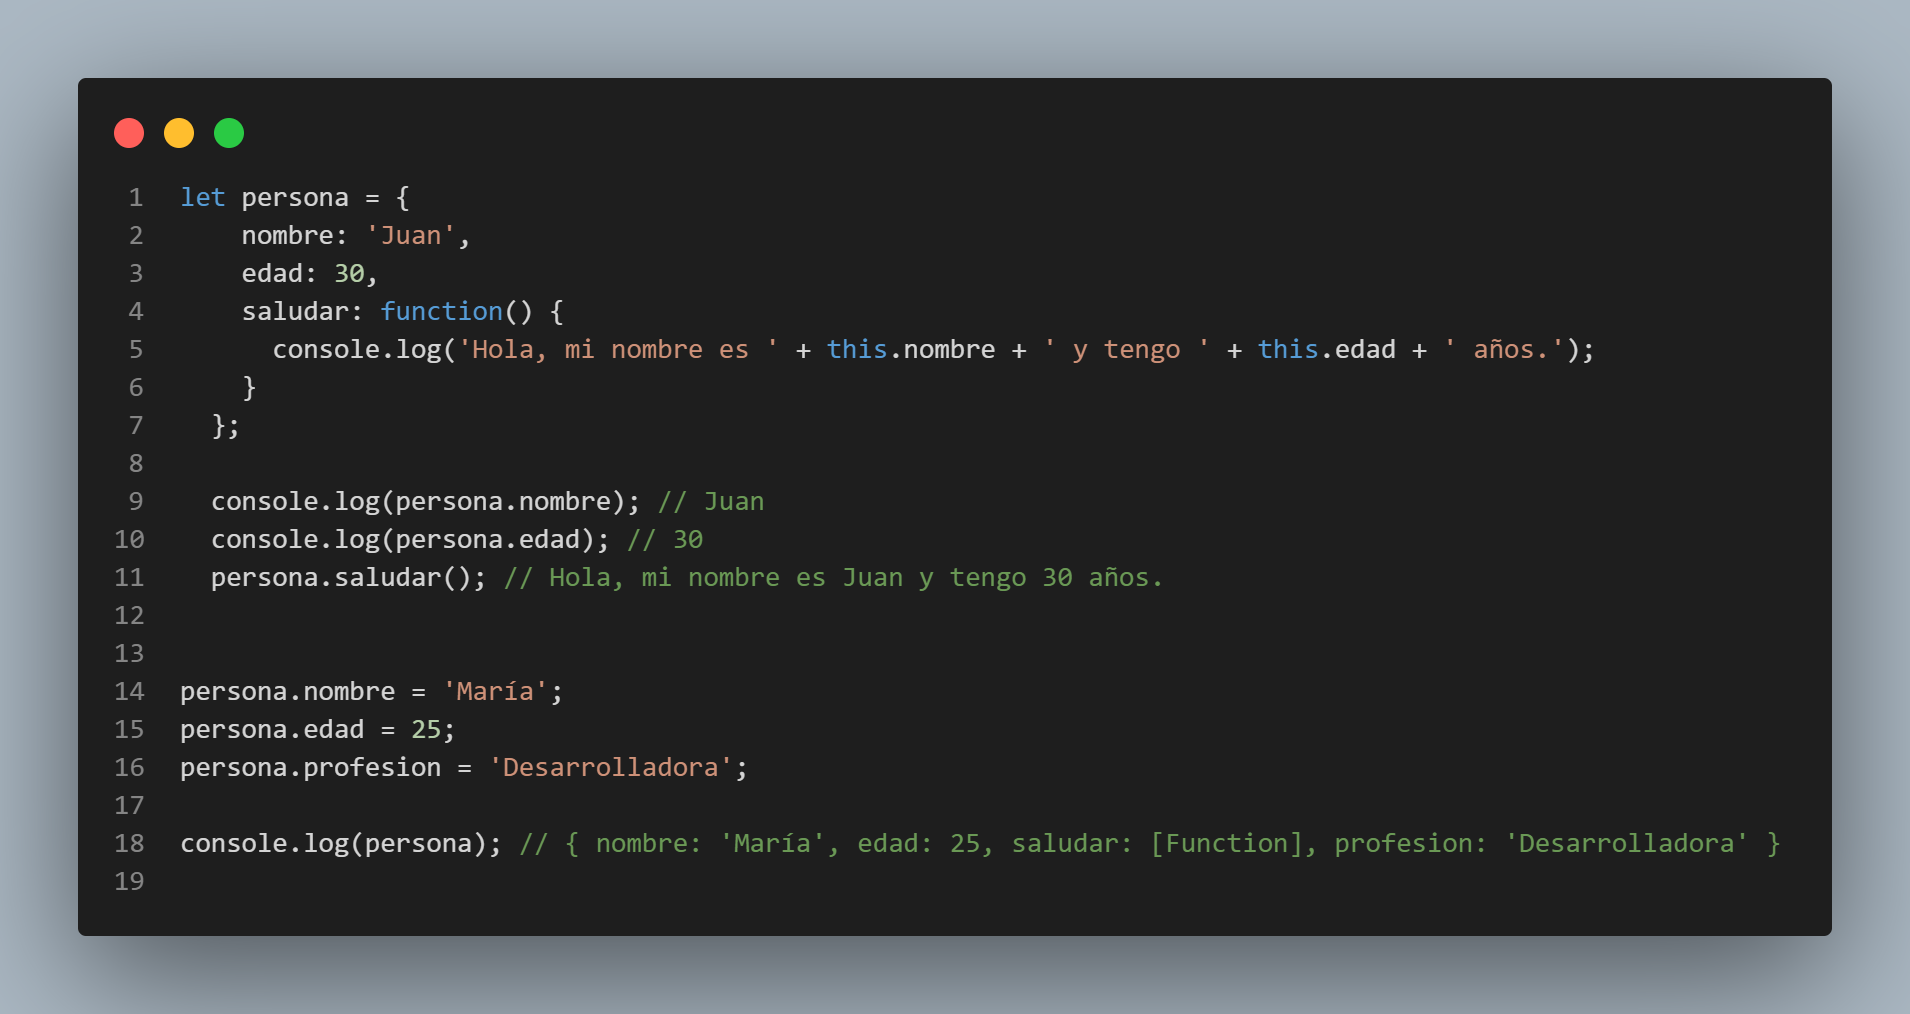 1 let persona = {
2 nombre: 'Juan',
3 edad: 30,
4 saludar: function() {
5 console.log('Hola, mi nombre es ' + this.nombre + ' y tengo ' + this.edad + ' años.');
6 }
7 };
8
9 console.log(persona.nombre); // Juan
10 console.log(persona.edad); // 30
11 persona.saludar(); // Hola, mi nombre es Juan y tengo 30 años.
12
13
14 persona.nombre = 'María';
15 persona.edad = 25;
16 persona.profesion = 'Desarrolladora';
17
18 console.log(persona); // { nombre: 'María', edad: 25, saludar: [Function], profesion: 'Desarrolladora' }
19